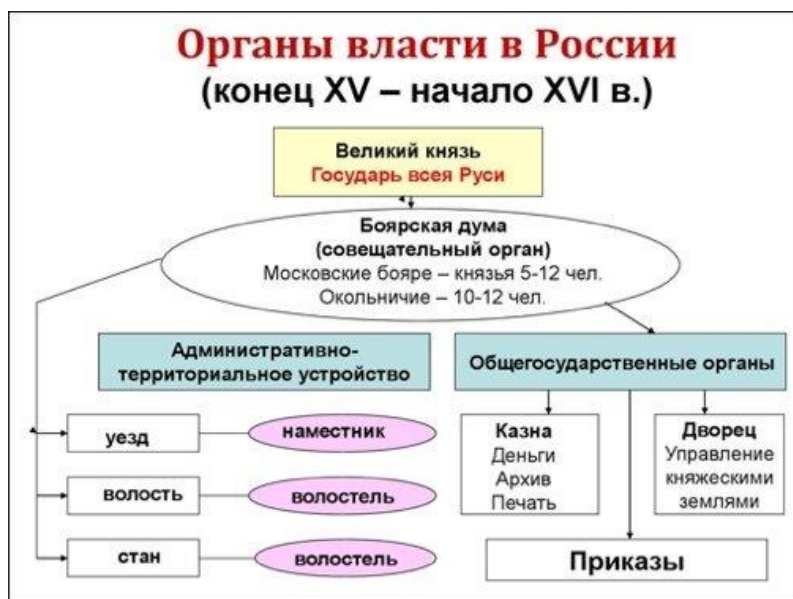 Органы власти в России
(конец XV – начало XVI в.)
Великий князь
Государь всея Руси
Боярская дума
(совещательный орган)
Московские бояре – князья 5-12 чел.
Окольничие – 10-12 чел.
Административно-
территориальное устройство
уезд
наместник
волость
волостель
стан
волостель
Общегосударственные органы
Казна
Деньги
Архив
Печать
Дворец
Управление
княжескими
землями
Приказы